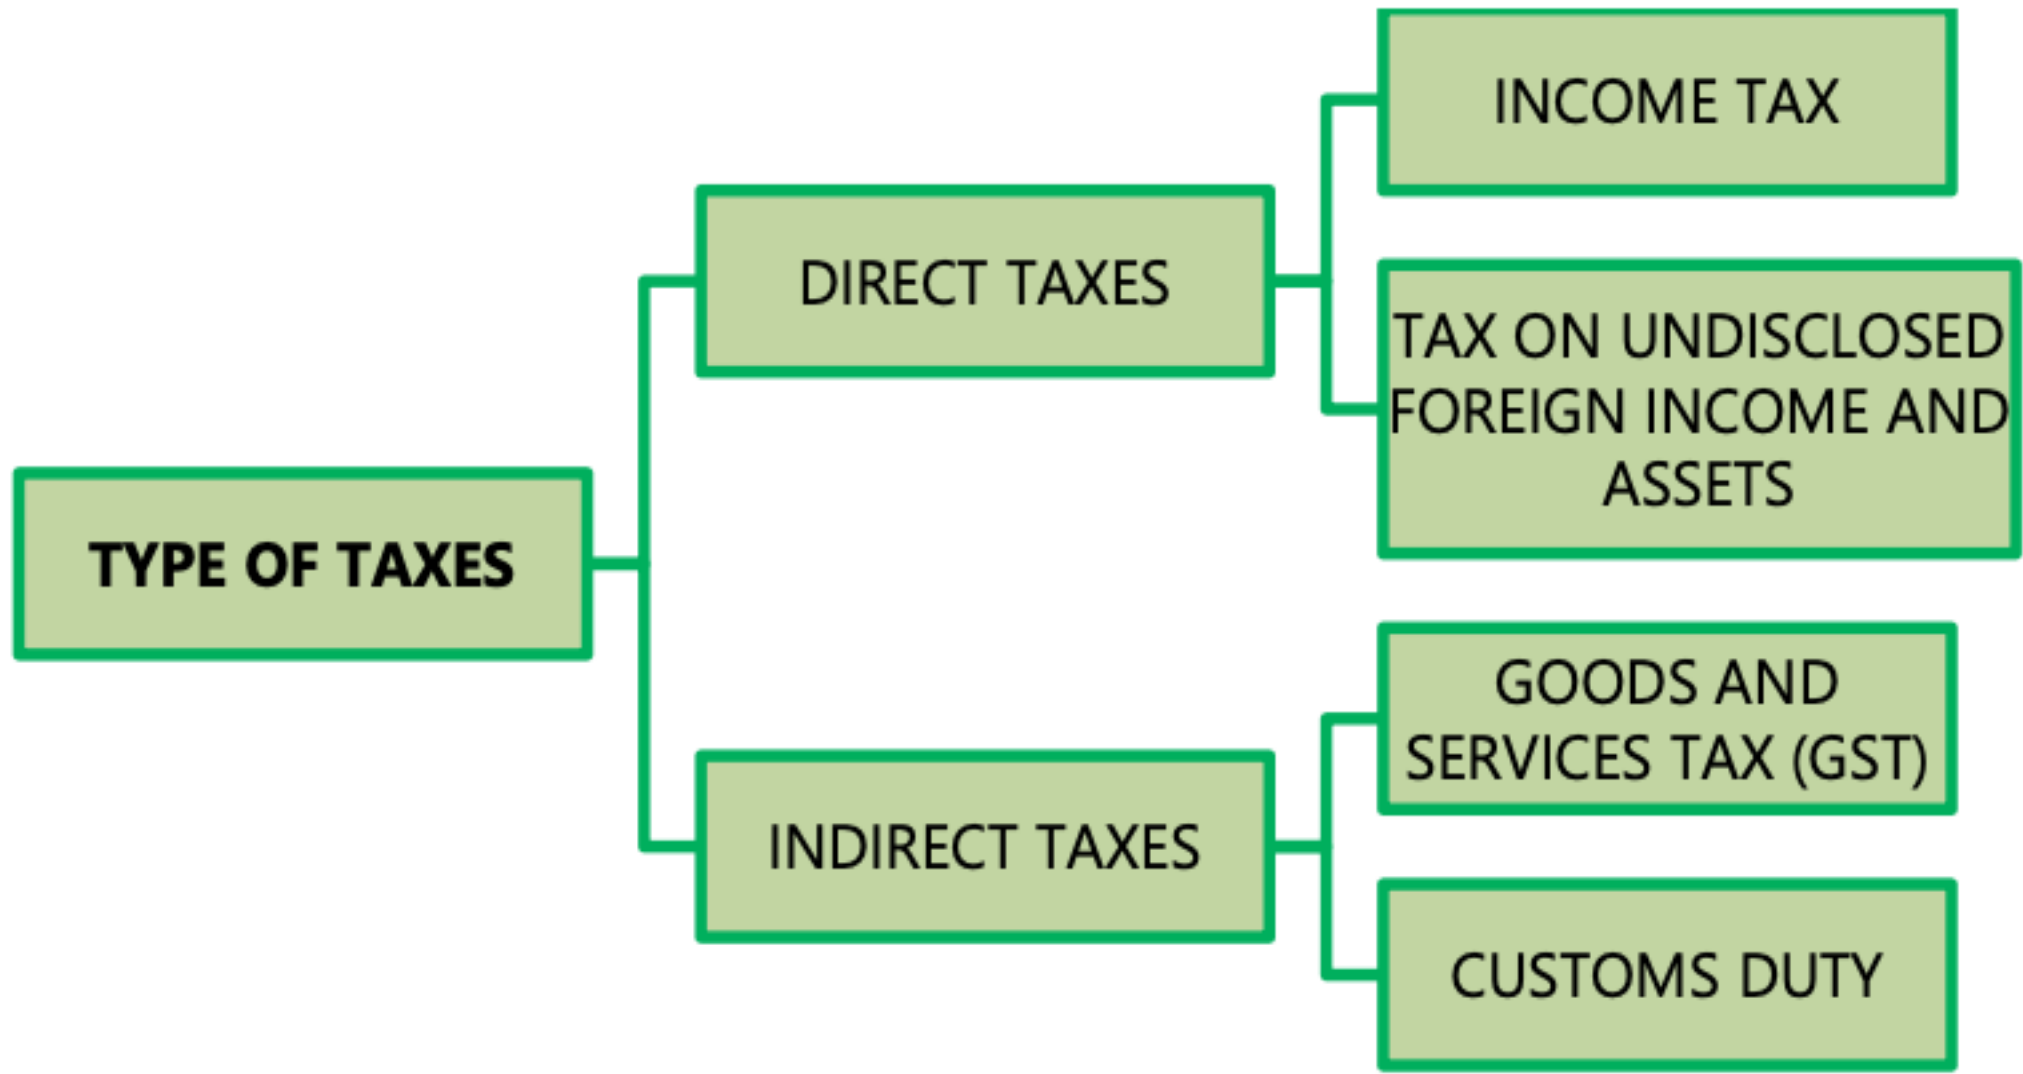 INCOME TAX
DIRECT TAXES
TAX ON UNDISCLOSED
FOREIGN INCOME AND
ASSETS
TYPE OF TAXES
GOODS AND
SERVICES TAX (GST)
INDIRECT TAXES
CUSTOMS DUTY